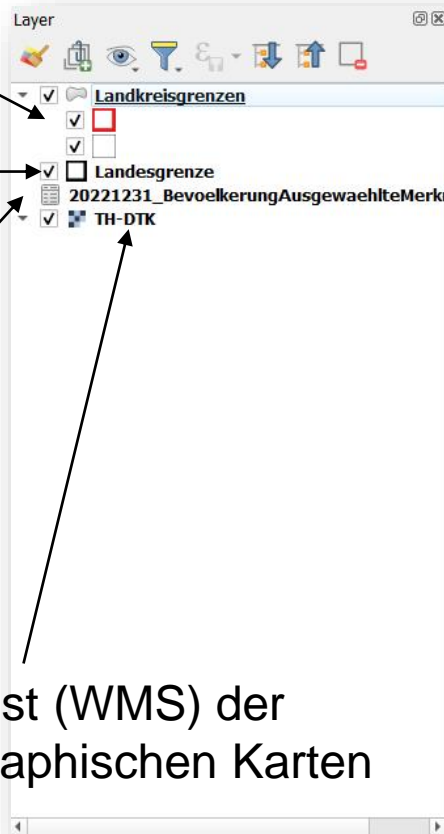 Layer
Landkreisgrenzen
Landesgrenze
20221231_BevoelkerungAusgewaehlteMerk
TH-DTK
st (WMS) der
aphischen Karten